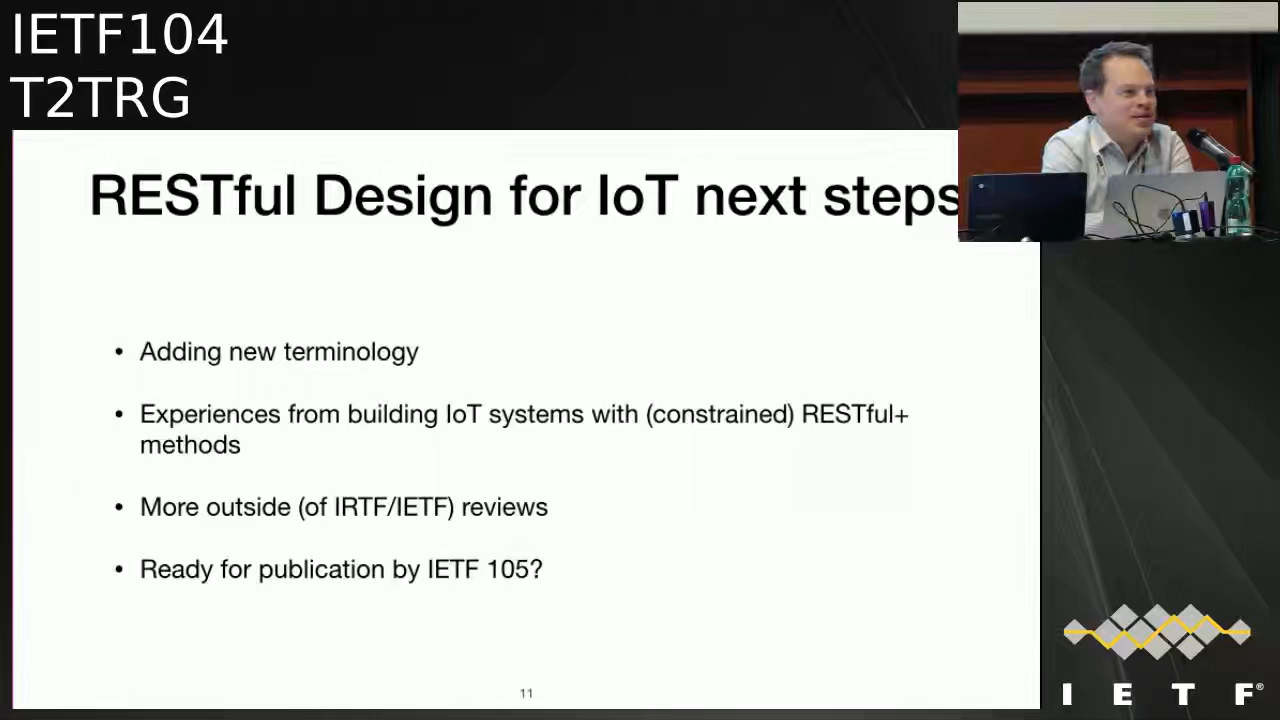 IETF104
T2TRG
RESTful Design for IoT next steps
• Adding new terminology
• Experiences from building IoT systems with (constrained) RESTful+
methods
• More outside (of IRTF/IETF) reviews
• Ready for publication by IETF 105?
11
I E T F®